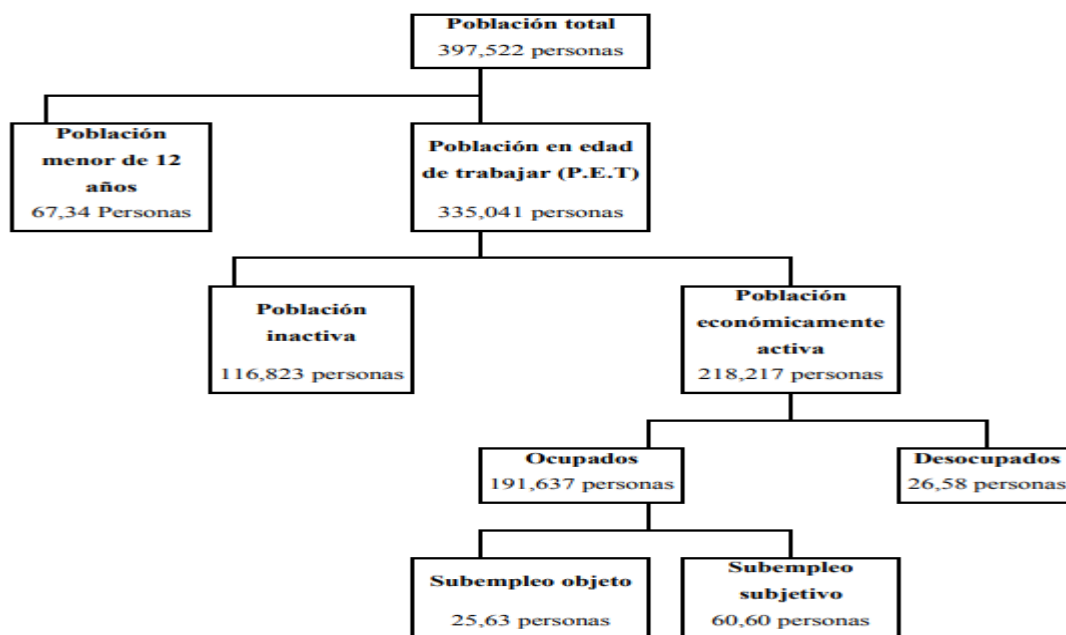 Población total
397,522 personas
Población
menor de 12
años
67,34 Personas
Población en edad
de trabajar (P.E.T)
335,041 personas
Población
inactiva
116,823 personas
Población
económicamente
activa
218,217 personas
Ocupados
191,637 personas
Desocupados
26,58 personas
Subempleo objeto
25,63 personas
Subempleo
subjetivo
60,60 personas